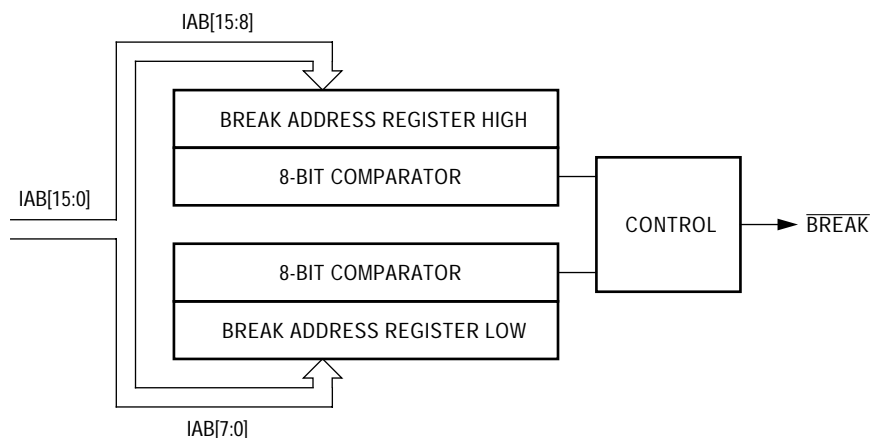 IAB[15:8]
BREAK ADDRESS REGISTER HIGH
8-BIT COMPARATOR
IAB[15:0]
CONTROL
BREAK
8-BIT COMPARATOR
BREAK ADDRESS REGISTER LOW
IAB[7:0]